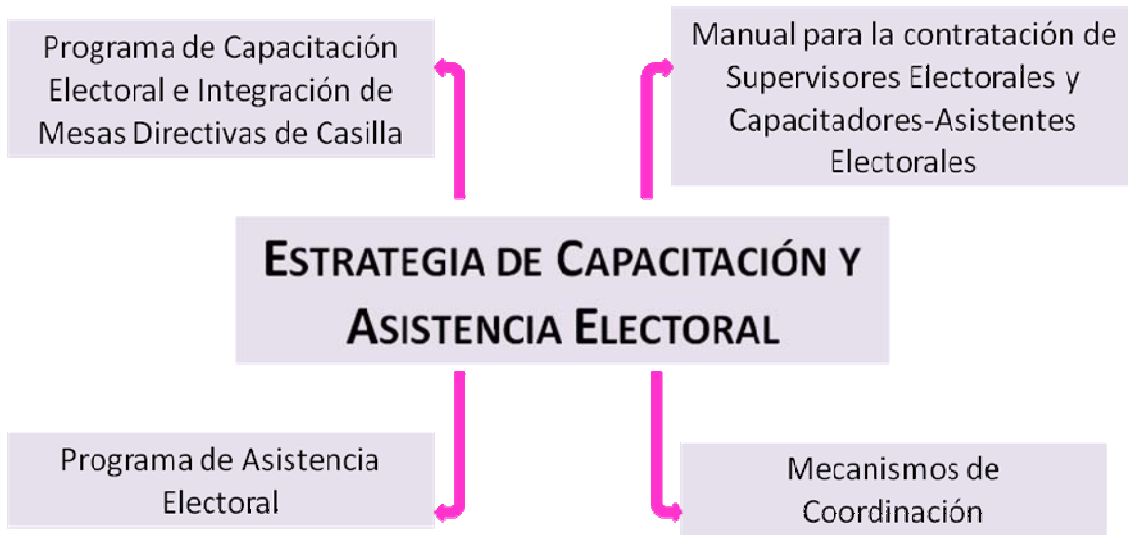 Programa de Capacitación
Electoral e Integración de
Mesas Directivas de Casilla
Manual para la contratación de
Supervisores Electorales y
Capacitadores-Asistentes
Electorales
ESTRATEGIA DE CAPACITACIÓN Y
ASISTENCIA ELECTORAL
Programa de Asistencia
Electoral
Mecanismos de
Coordinación